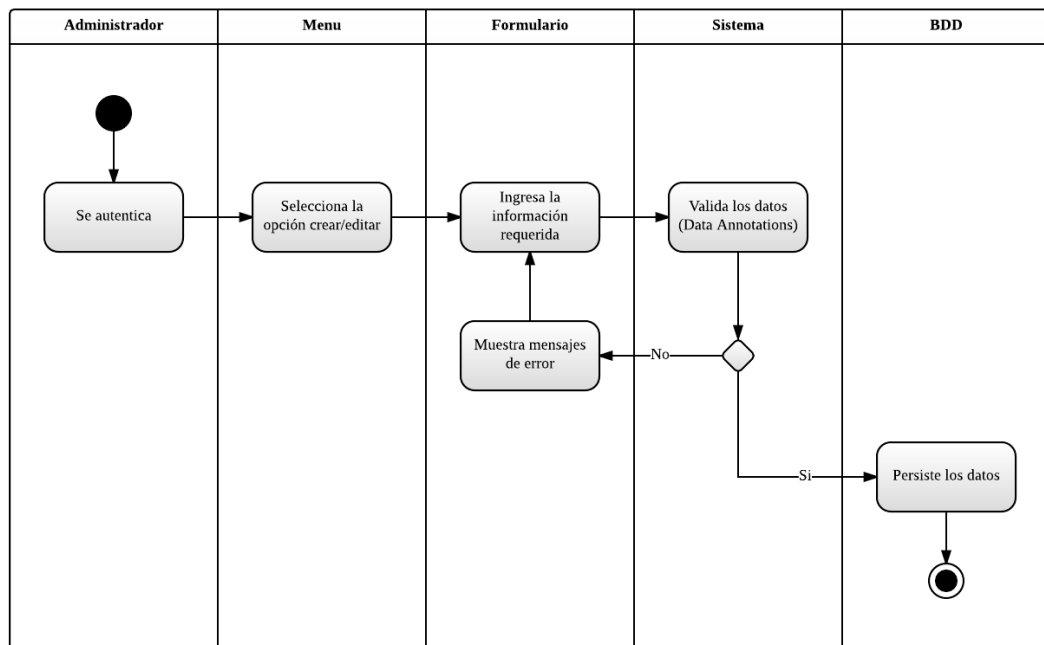 Administrador
Menu
Formulario
Sistema
BDD
Se autentica
Selecciona la
opción crear/editar
Ingresa la
información
requerida
Valida los datos
(Data Annotations)
Muestra mensajes
de error
No
Si
Persiste los datos